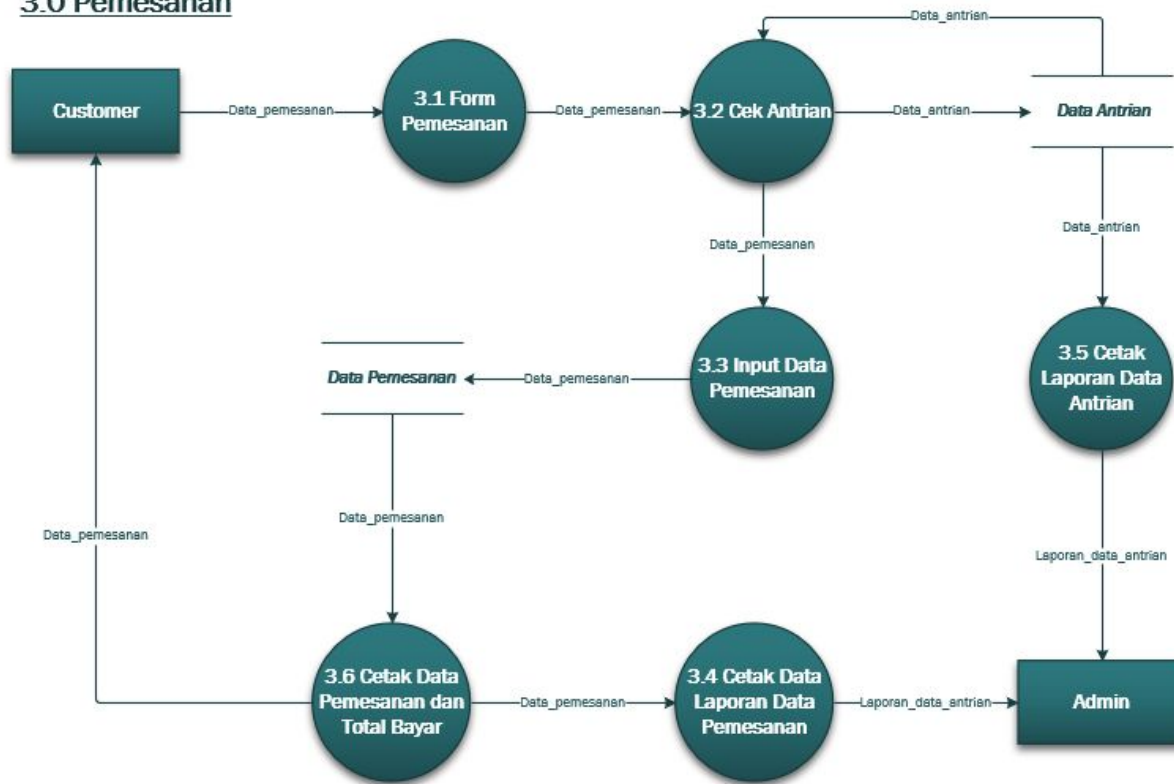 3.0 Pemesanan
Data_antrian
Customer
Data_pemesanan
3.1 Form
Pemesanan
Data_pemesanan
3.2 Cek Antrian
Data_antrian
Data Antrian
Data_pemesanan
Data_antrian
Data Pemesanan
Data_pemesanan
3.3 Input Data
Pemesanan
3.5 Cetak
Laporan Data
Antrian
Data_pemesanan
Data_pemesanan
Laporan_data_antrian
3.6 Cetak Data
Pemesanan dan
Total Bayar
Data_pemesanan
3.4 Cetak Data
Laporan Data
Pemesanan
Laporan_data_antrian
Admin